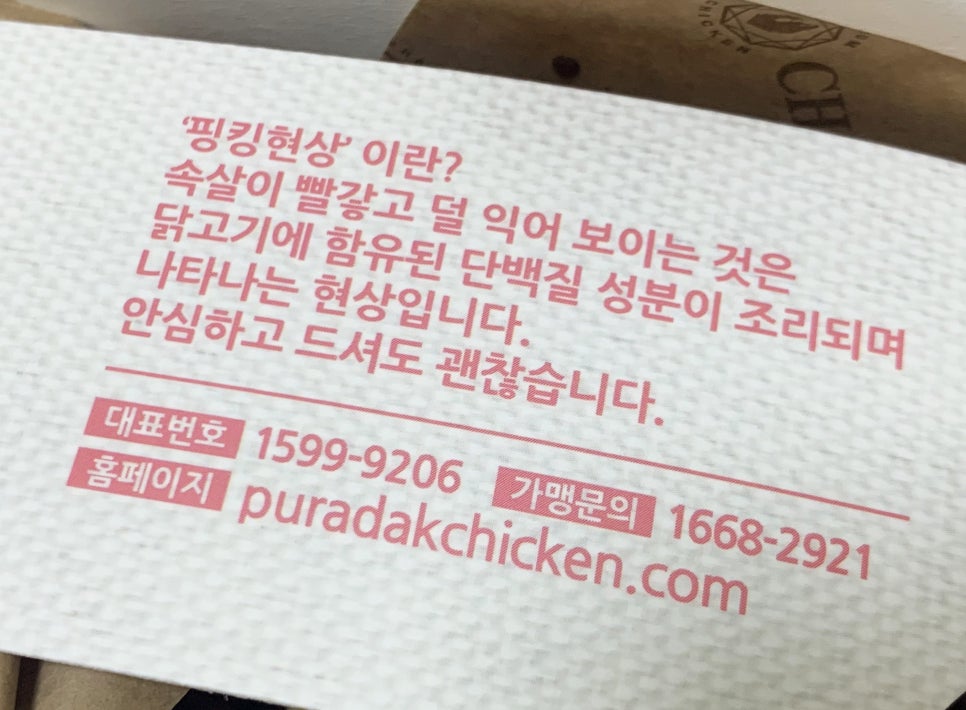 CHICKEN
CH
'핑킹현상' 이란?
속살이 빨갛고 덜 익어 보이는 것은
닭고기에 함유된 단백질 성분이 조리되며
나타나는 현상입니다.
안심하고 드셔도 괜찮습니다.
대표번호 1599-9206 가맹문의 1668-2921
홈페이지 puradakchicken.com